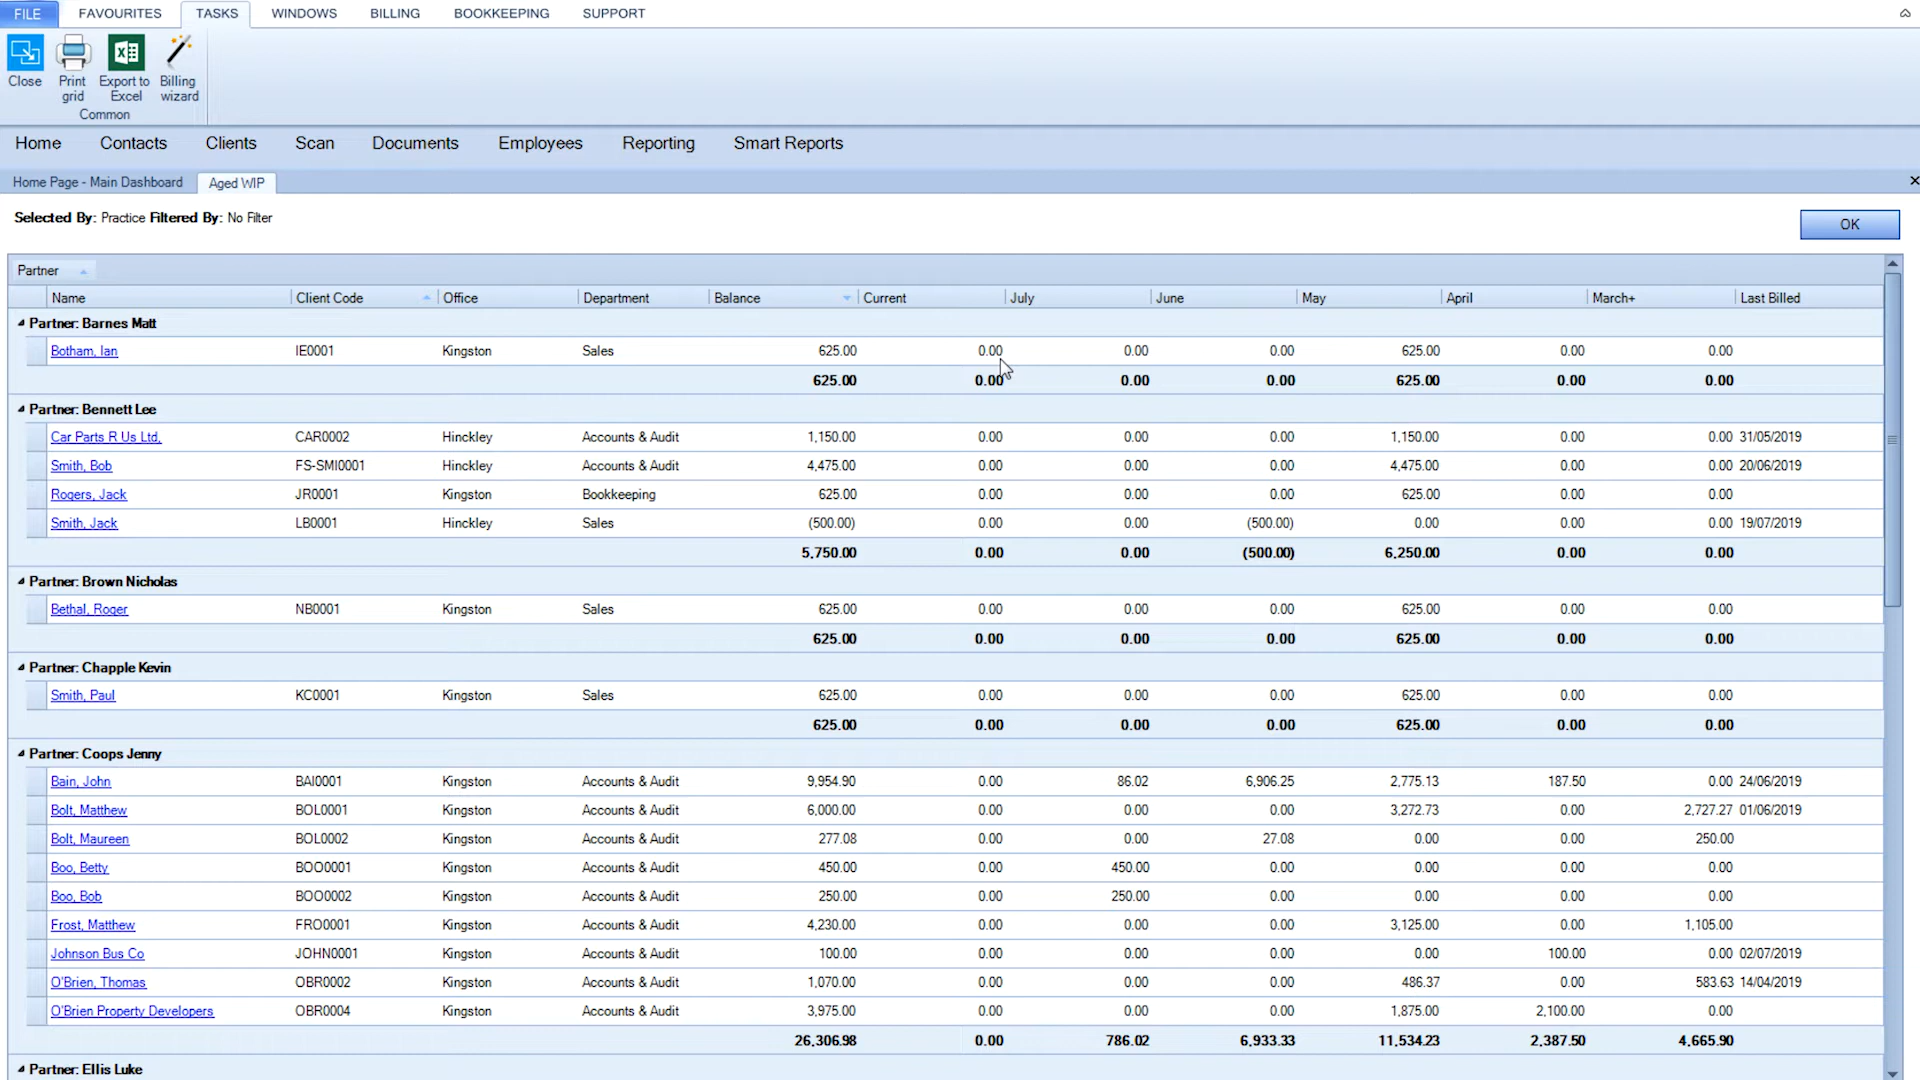 FILE FAVOURITES TASKS WINDOWS BILLING BOOKKEEPING SUPPORT
Close Print grid Export to Excel Billing wizard
Common
Home Contacts Clients Scan Documents Employees Reporting Smart Reports
Home Page - Main Dashboard Aged WIP
Selected By: Practice Filtered By: No Filter
OK
Partner
Name Client Code Office Department Balance Current July June May April March+ Last Billed
Partner: Barnes Matt
Botham, Ian IE0001 Kingston Sales 625.00 0.00 0.00 0.00 625.00 0.00 0.00
625.00 0.00 0.00 0.00 625.00 0.00 0.00
Partner: Bennett Lee
Car Parts R Us Ltd, CAR0002 Hinckley Accounts & Audit 1,150.00 0.00 0.00 0.00 1,150.00 0.00 0.00 31/05/2019
Smith, Bob FS-SMI0001 Hinckley Accounts & Audit 4,475.00 0.00 0.00 0.00 4,475.00 0.00 0.00 20/06/2019
Rogers, Jack JR0001 Kingston Bookkeeping 625.00 0.00 0.00 0.00 625.00 0.00 0.00
Smith, Jack LB0001 Hinckley Sales (500.00) 0.00 0.00 (500.00) 0.00 0.00 0.00 19/07/2019
5,750.00 0.00 0.00 (500.00) 6,250.00 0.00 0.00
Partner: Brown Nicholas
Bethal, Roger NB0001 Kingston Sales 625.00 0.00 0.00 0.00 625.00 0.00 0.00
625.00 0.00 0.00 0.00 625.00 0.00 0.00
Partner: Chapple Kevin
Smith, Paul KC0001 Kingston Sales 625.00 0.00 0.00 0.00 625.00 0.00 0.00
625.00 0.00 0.00 0.00 625.00 0.00 0.00
Partner: Coops Jenny
Bain, John BAI0001 Kingston Accounts & Audit 9,954.90 0.00 86.02 6,906.25 2,775.13 187.50 0.00 24/06/2019
Bolt, Matthew BOL0001 Kingston Accounts & Audit 6,000.00 0.00 0.00 0.00 3,272.73 0.00 2,727.27 01/06/2019
Bolt, Maureen BOL0002 Kingston Accounts & Audit 277.08 0.00 0.00 27.08 0.00 0.00 250.00
Boo, Betty BOO0001 Kingston Accounts & Audit 450.00 0.00 450.00 0.00 0.00 0.00 0.00
Boo, Bob BOO0002 Kingston Accounts & Audit 250.00 0.00 250.00 0.00 0.00 0.00 0.00
Frost, Matthew FRO0001 Kingston Accounts & Audit 4,230.00 0.00 0.00 0.00 3,125.00 0.00 1,105.00
Johnson Bus Co JOHN0001 Kingston Accounts & Audit 100.00 0.00 0.00 0.00 0.00 100.00 0.00 02/07/2019
O'Brien, Thomas OBR0002 Kingston Accounts & Audit 1,070.00 0.00 0.00 0.00 486.37 0.00 583.63 14/04/2019
O'Brien Property Developers OBR0004 Kingston Accounts & Audit 3,975.00 0.00 0.00 0.00 1,875.00 2,100.00 0.00
26,306.98 0.00 786.02 6,933.33 11,534.23 2,387.50 4,665.90
Partner: Ellis Luke